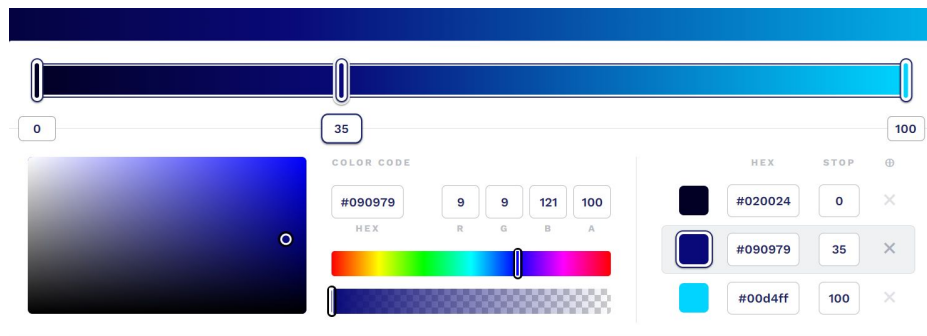 0 35 100
COLOR CODE HEX STOP
#090979 9 9 121 100 #020024 0
HEX R G B A
#090979 35
#00d4ff 100